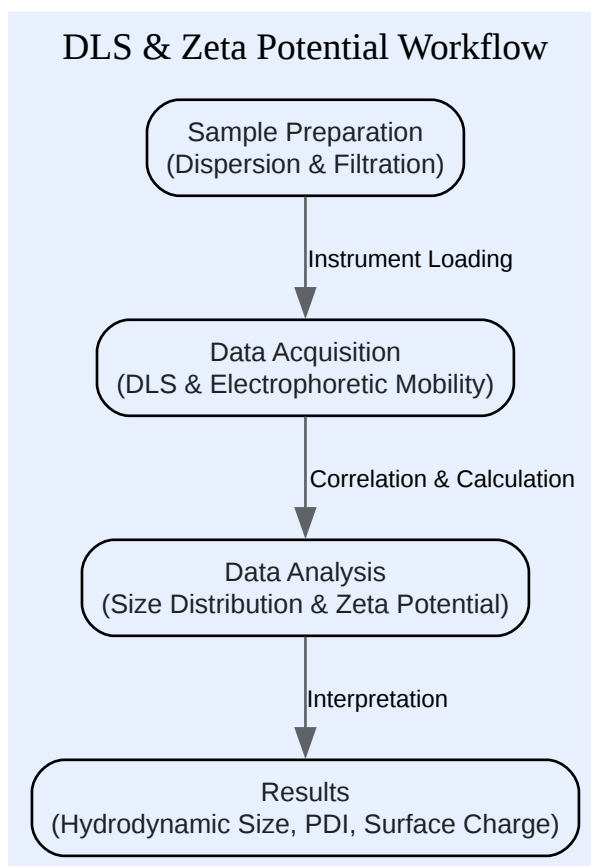 DLS & Zeta Potential Workflow
Sample Preparation
(Dispersion & Filtration)
Instrument Loading
Data Acquisition
(DLS & Electrophoretic Mobility)
Correlation & Calculation
Data Analysis
(Size Distribution & Zeta Potential)
Interpretation
Results
(Hydrodynamic Size, PDI, Surface Charge)